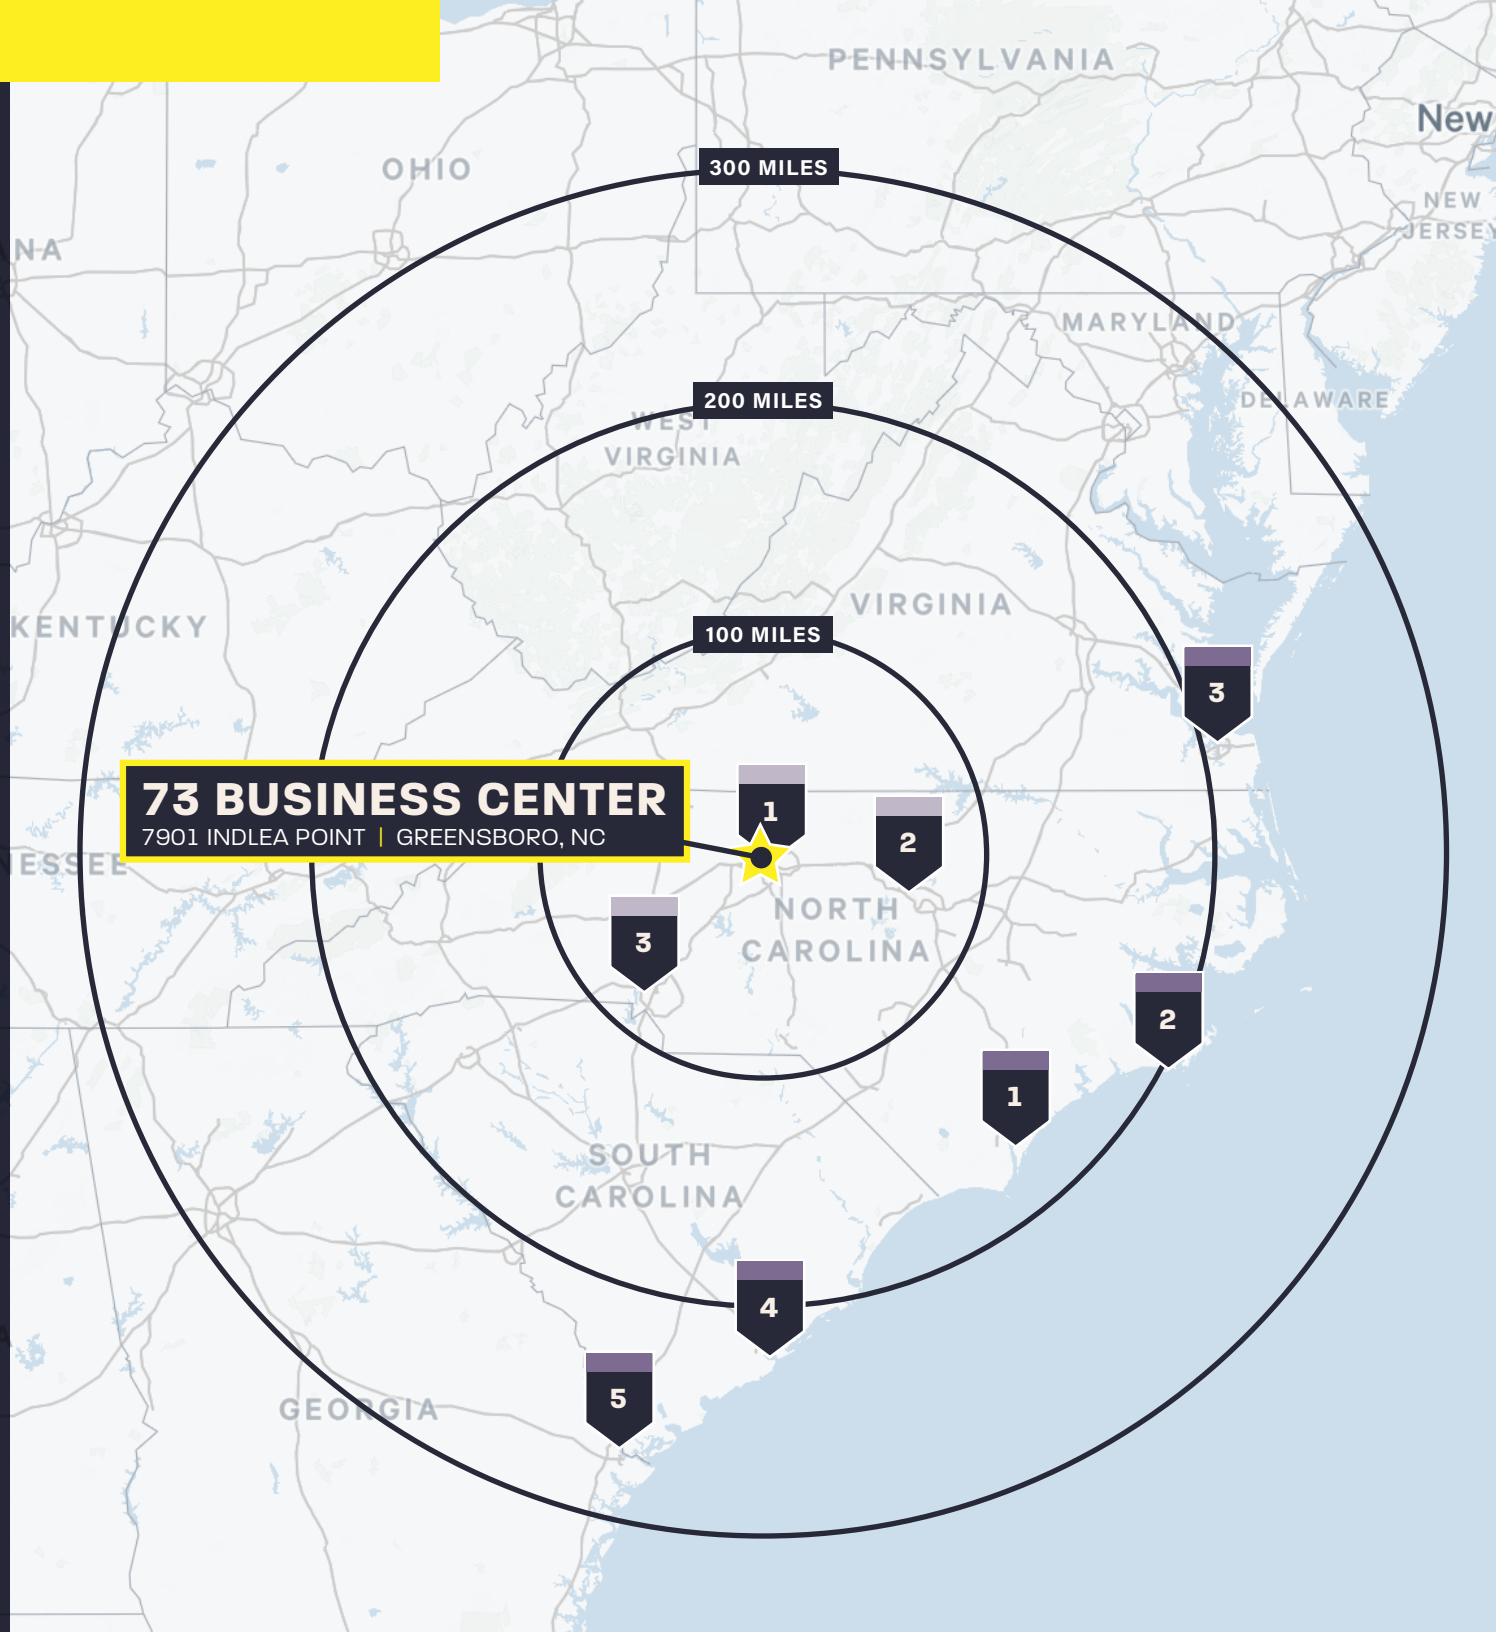 PENNSYLVANIA
New
OHIO
300 MILES
NEW
JERSEY
NA
MARYLAND
200 MILES
DELAWARE
WEST
VIRGINIA
VIRGINIA
KENTUCKY
100 MILES
3
73 BUSINESS CENTER
7901 INDLEA POINT | GREENSBORO, NC
1
2
NESSEE
NORTH
CAROLINA
3
2
1
SOUTH
CAROLINA
4
5
GEORGIA